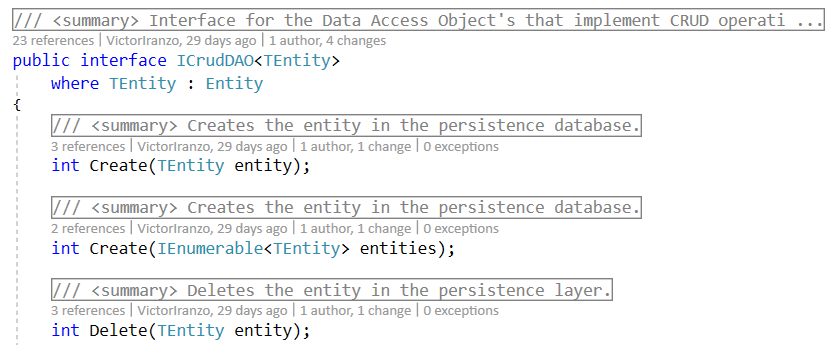 /// <summary> Interface for the Data Access Object's that implement CRUD operati ...
23 references | VictorIranzo, 29 days ago | 1 author, 4 changes
public interface ICrudDAO<TEntity>
where TEntity : Entity
{
/// <summary> Creates the entity in the persistence database.
3 references | VictorIranzo, 29 days ago | 1 author, 1 change | 0 exceptions
int Create(TEntity entity);
/// <summary> Creates the entity in the persistence database.
2 references | VictorIranzo, 29 days ago | 1 author, 1 change | 0 exceptions
int Create(IEnumerable<TEntity> entities);
/// <summary> Deletes the entity in the persistence layer.
3 references | VictorIranzo, 29 days ago | 1 author, 1 change | 0 exceptions
int Delete(TEntity entity);